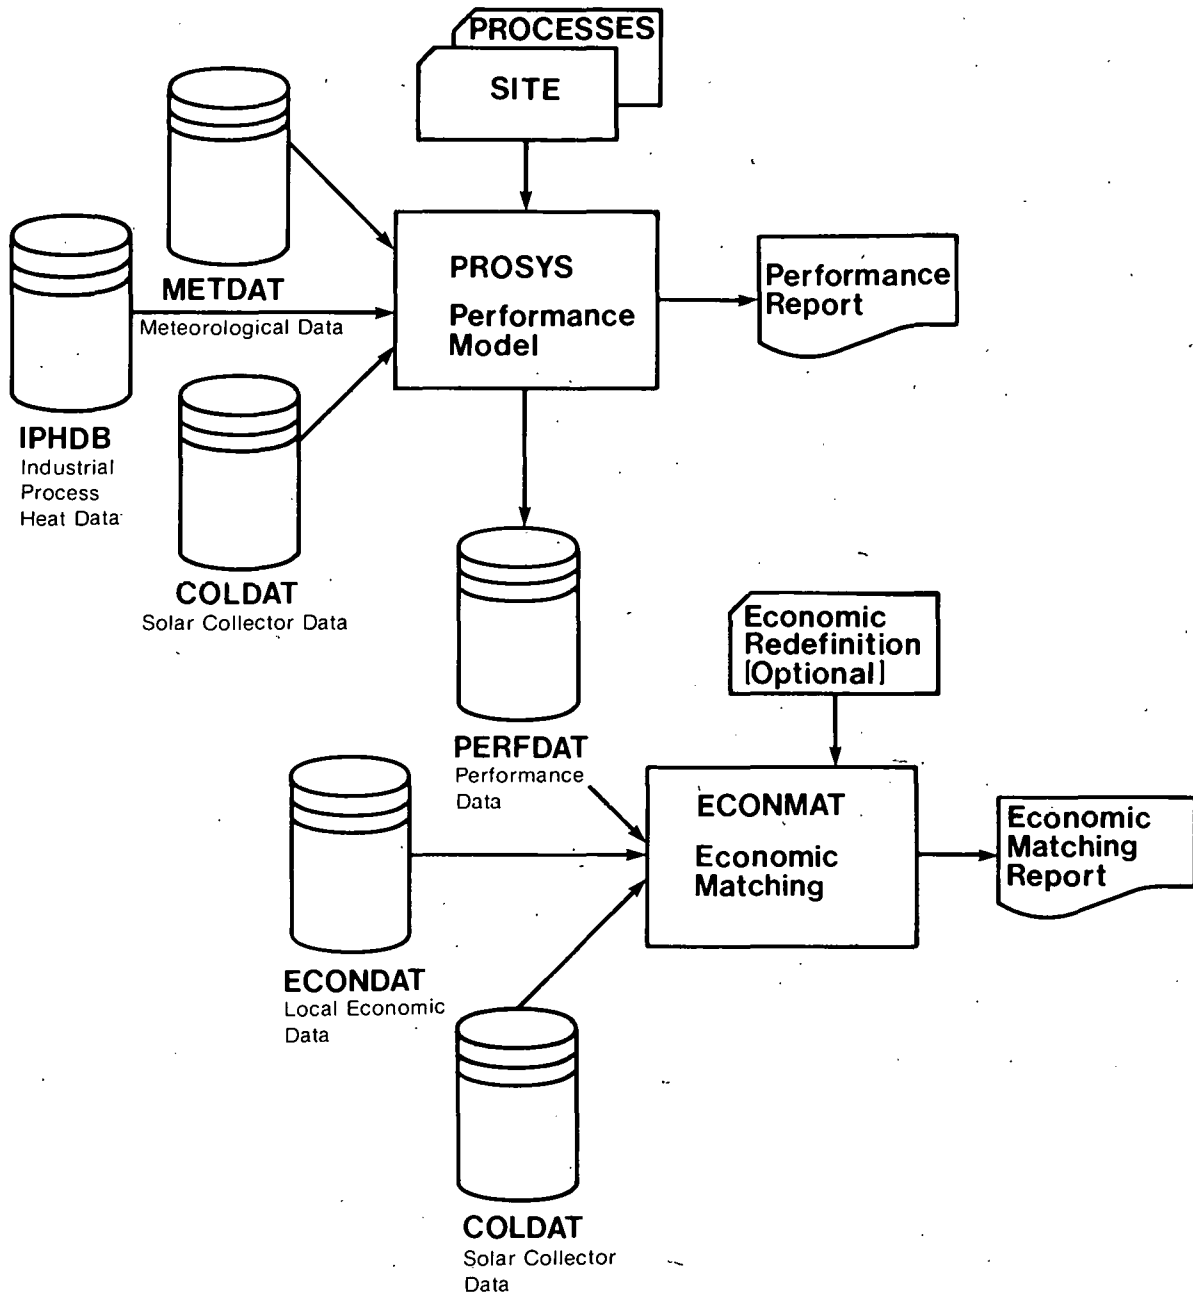 PROCESSES
SITE
METDAT
Meteorological Data
PROSYS
Performance
Model
Performance
Report
IPHDB
Industrial
Process
Heat Data
COLDAT
Solar Collector Data
Economic
Redefinition
[Optional]
PERFDAT
Performance
Data
ECONMAT
Economic
Matching
Economic
Matching
Report
ECONDAT
Local Economic
Data
COLDAT
Solar Collector
Data